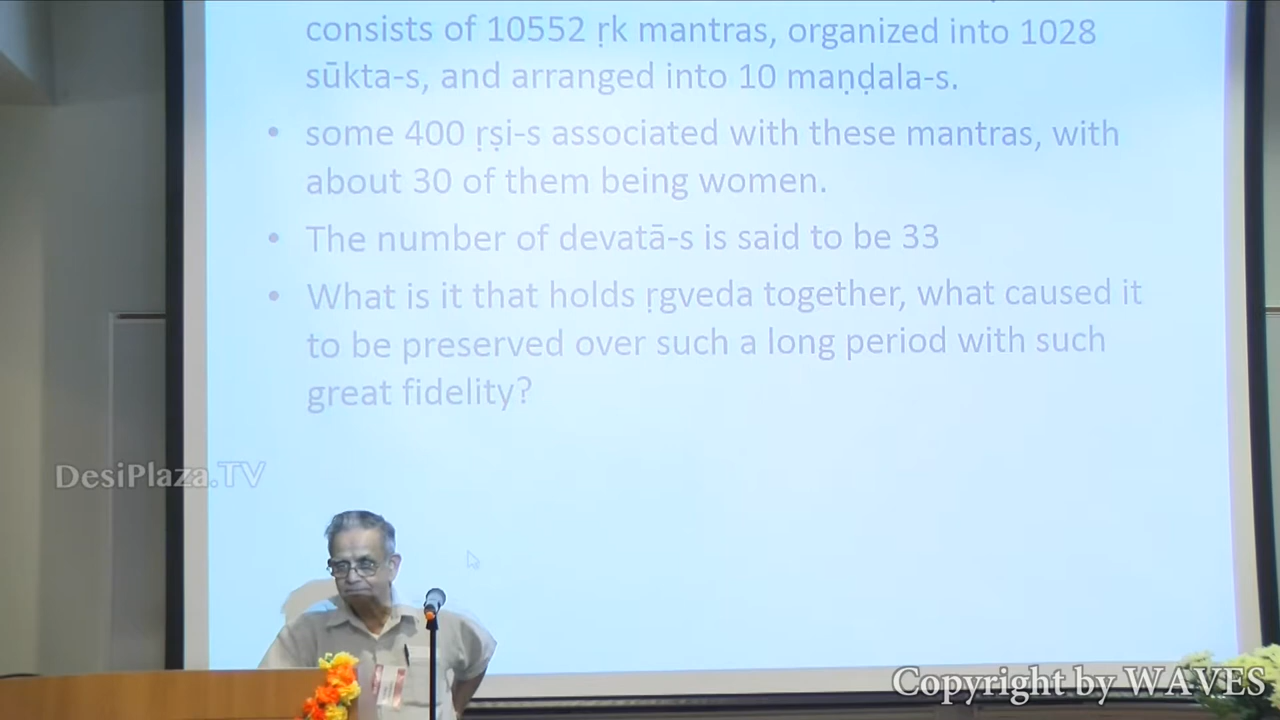 consists of 10552 ṛk mantras, organized into 1028
sūkta-s, and arranged into 10 maṇḍala-s.
• some 400 ṛṣi-s associated with these mantras, with
about 30 of them being women.
• The number of devatā-s is said to be 33
• What is it that holds ṛgveda together, what caused it
to be preserved over such a long period with such
great fidelity?
DesiPlaza.TV
Copyright by WAVES